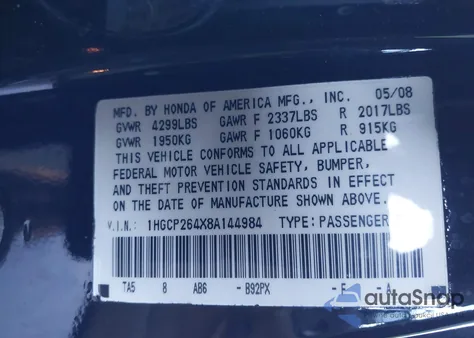 MFD. BY HONDA OF AMERICA MFG., INC. 05/08
GVWR 4299LBS GAWR F 2337LBS R 2017LBS
GVWR 1950KG GAWR F 1060KG R 915KG
THIS VEHICLE CONFORMS TO ALL APPLICABLE
FEDERAL MOTOR VEHICLE SAFETY, BUMPER,
AND THEFT PREVENTION STANDARDS IN EFFECT
ON THE DATE OF MANUFACTURE SHOWN ABOVE.
V.I.N.: 1HGCP264X8A144984 TYPE: PASSENGER
TA5 8 AB6 - B92PX - E - A
autaSnap